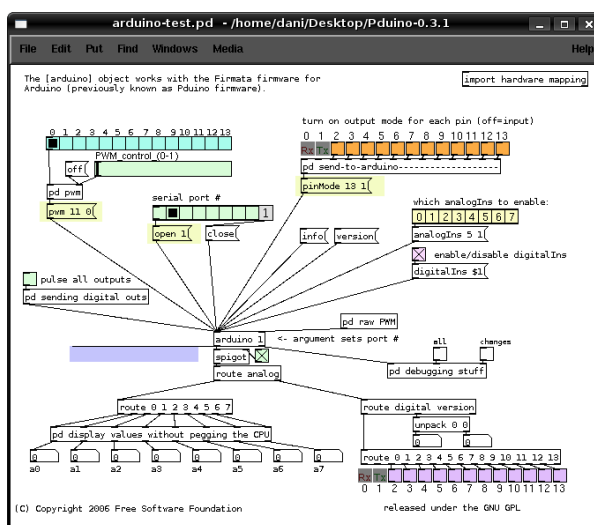 arduino-test.pd - /home/dani/Desktop/Pduino-0.3.1
File Edit Put Find Windows Media Help
The [arduino] object works with the Firmata firmware for
Arduino (previously known as Pduino firmware).
import hardware mapping
turn on output mode for each pin (off=input)
0 1 2 3 4 5 6 7 8 9 10 11 12 13
0 1 2 3 4 5 6 7 8 9 10 11 12 13
Rx Tx
PWM_control_(0-1)
off
pd send-to-arduino-----------------
pd pwm
pinMode 13 1
pwm 11 0
serial port #
1
which analogIns to enable:
0 1 2 3 4 5 6 7
open 1
close
info
version
analogIns 5 1
enable/disable digitalIns
digitalIns $1
pulse all outputs
pd sending digital outs
pd raw PWM
arduino 1
<- argument sets port #
all
changes
spigot
pd debugging stuff
route analog
route 0 1 2 3 4 5 6 7
route digital version
unpack 0 0
pd display values without pegging the CPU
0 0
0 0 0 0 0 0 0 0
route 0 1 2 3 4 5 6 7 8 9 10 11 12 13
a0 a1 a2 a3 a4 a5 a6 a7
Rx Tx
0 1 2 3 4 5 6 7 8 9 10 11 12 13
(C) Copyright 2006 Free Software Foundation
released under the GNU GPL